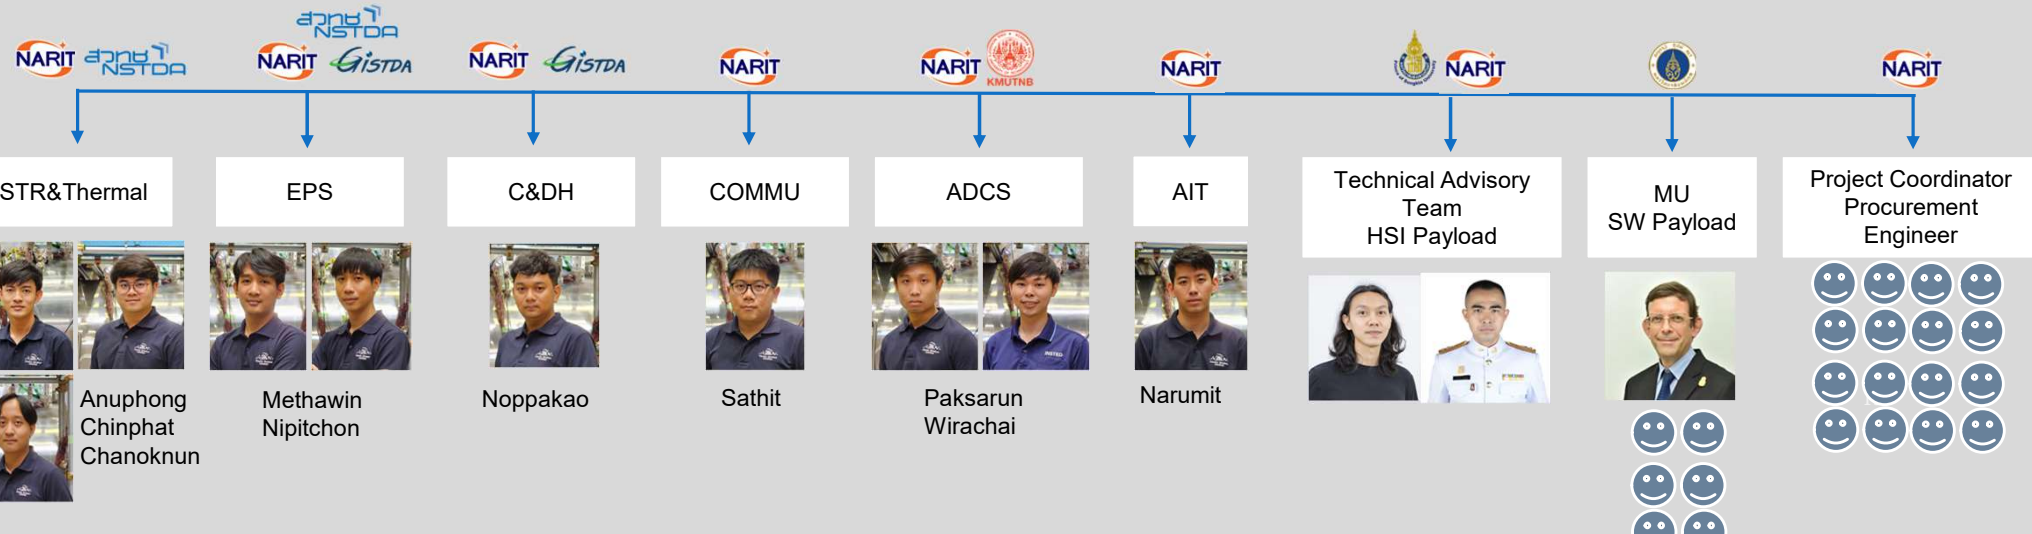 NARIT
สวทช
NSTDA
สวทช
NSTDA
NARIT
GISTDA
NARIT
GISTDA
NARIT
NARIT
KMUTNB
NARIT
NARIT
NARIT
STR&Thermal
EPS
C&DH
COMMU
ADCS
AIT
Technical Advisory
Team
HSI Payload
MU
SW Payload
Project Coordinator
Procurement
Engineer
Anuphong
Chinphat
Chanoknun
Methawin
Nipitchon
Noppakao
Sathit
Paksarun
Wirachai
Narumit